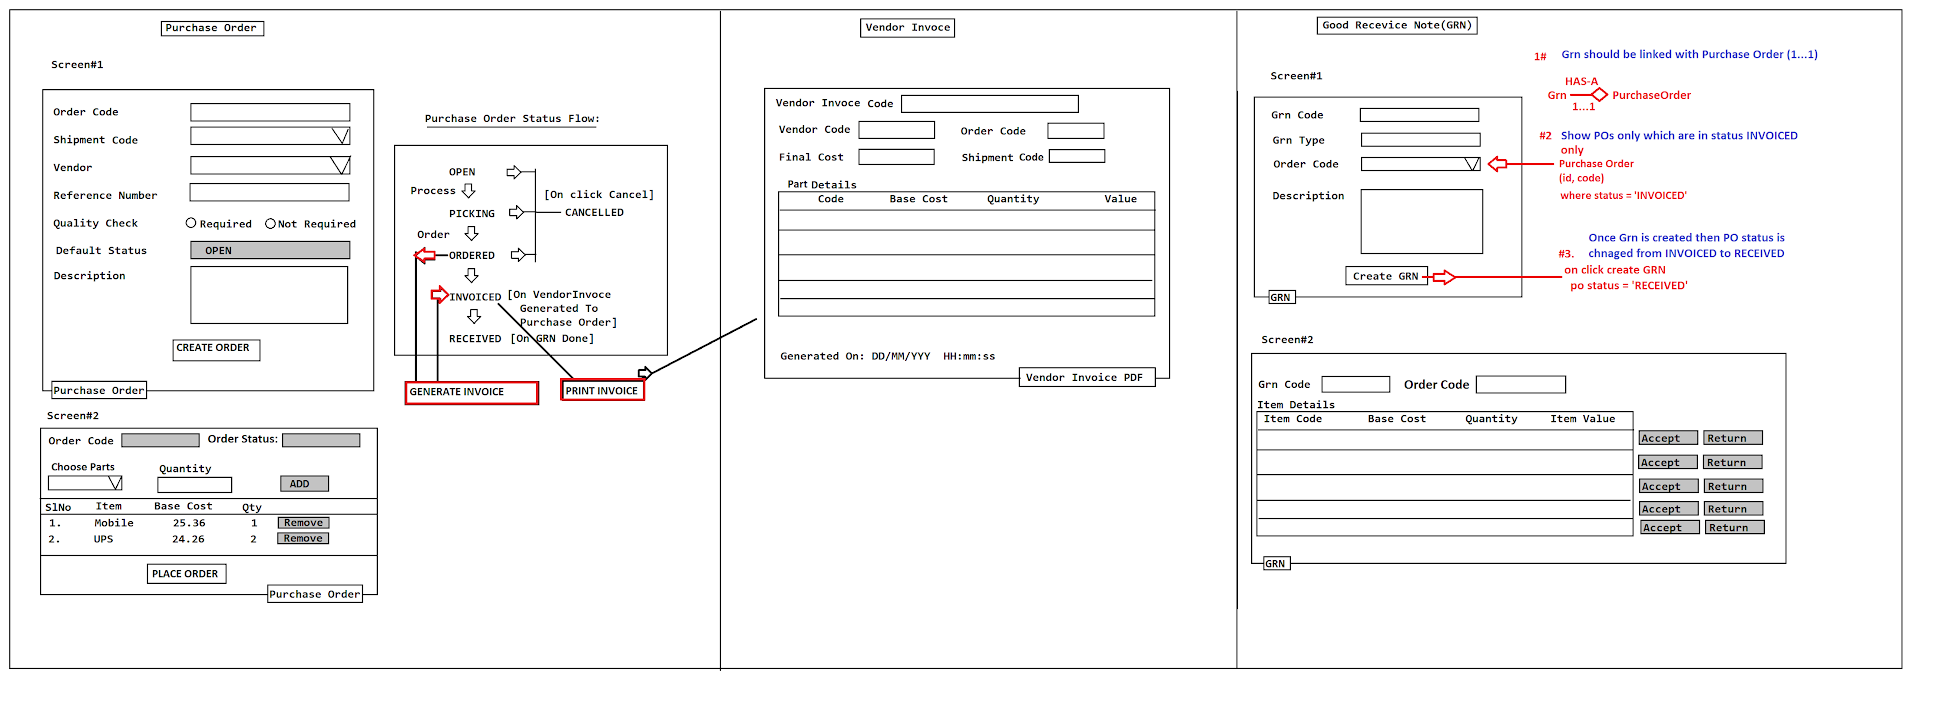 Purchase Order
Screen#1
Order Code
Shipment Code
Vendor
Reference Number
Quality Check
Required
Not Required
Default Status
OPEN
Description
CREATE ORDER
Purchase Order
Screen#2
Order Code
Order Status:
Choose Parts
Quantity
ADD
SlNo Item Base Cost Qty
1. Mobile 25.36 1 Remove
2. UPS 24.26 2 Remove
PLACE ORDER
Purchase Order
Purchase Order Status Flow:
OPEN
Process
[On click Cancel]
PICKING
CANCELLED
Order
ORDERED
INVOICED
[On VendorInvoce
Generated To
Purchase Order]
RECEIVED [On GRN Done]
GENERATE INVOICE
PRINT INVOICE
Vendor Invoce
Vendor Invoce Code
Vendor Code
Order Code
Final Cost
Shipment Code
Part Details
Code Base Cost Quantity Value
Generated On: DD/MM/YYY HH:mm:ss
Vendor Invoice PDF
Good Recevice Note(GRN)
Screen#1
Grn Code
Grn Type
Order Code
Description
Create GRN
GRN
1# Grn should be linked with Purchase Order (1...1)
HAS-A
Grn PurchaseOrder
1...1
#2 Show POs only which are in status INVOICED
only
Purchase Order
(id, code)
where status = 'INVOICED'
Once Grn is created then PO status is
#3. chnaged from INVOICED to RECEIVED
on click create GRN
po status = 'RECEIVED'
Screen#2
Grn Code
Order Code
Item Details
Item Code Base Cost Quantity Item Value
Accept Return
Accept Return
Accept Return
Accept Return
Accept Return
GRN